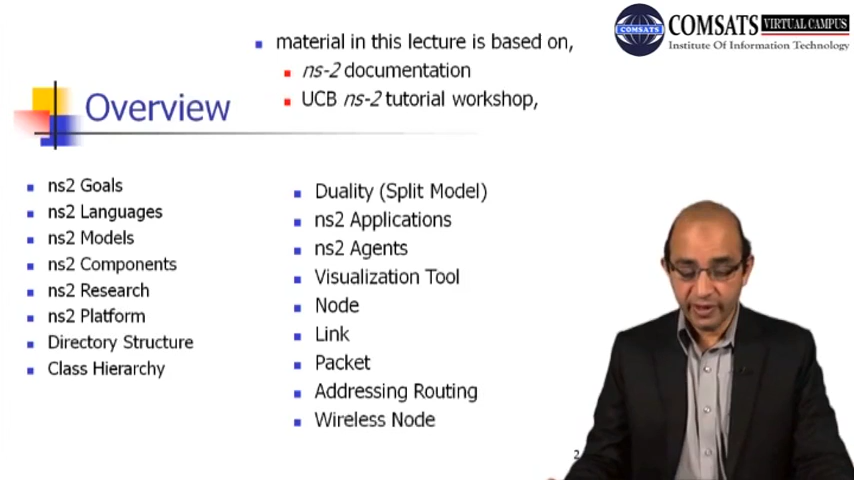 material in this lecture is based on,
ns-2 documentation
UCB ns-2 tutorial workshop,
COMSATS
COMSATS VIRTUAL CAMPUS
Institute Of Information Technology
Overview
ns2 Goals
ns2 Languages
ns2 Models
ns2 Components
ns2 Research
ns2 Platform
Directory Structure
Class Hierarchy
Duality (Split Model)
ns2 Applications
ns2 Agents
Visualization Tool
Node
Link
Packet
Addressing Routing
Wireless Node
2